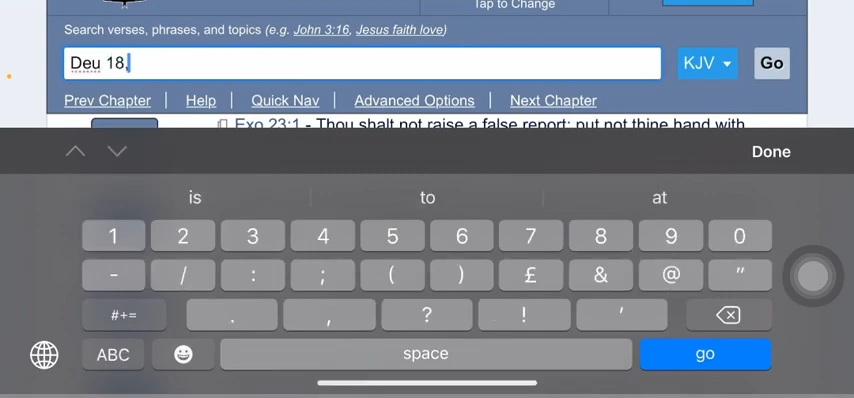 Tap to Change
Search verses, phrases, and topics (e.g. John 3:16, Jesus faith love)
Deu 18,
KJV
Go
Prev Chapter | Help | Quick Nav | Advanced Options | Next Chapter
Exo 23:1 - Thou shalt not raise a false report: put not thine hand with
Done
is to at
1 2 3 4 5 6 7 8 9 0
- / : ; ( ) £ & @ "
#+= . , ? ! '
ABC space go